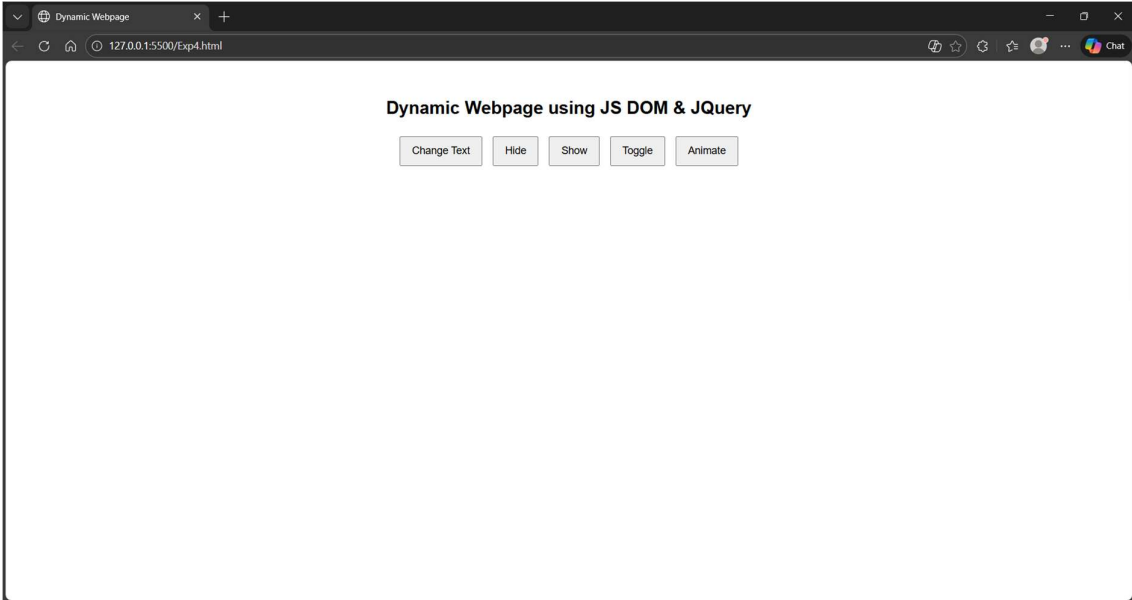 Dynamic Webpage
127.0.0.1:5500/Exp4.html
Chat
Dynamic Webpage using JS DOM & JQuery
Change Text Hide Show Toggle Animate